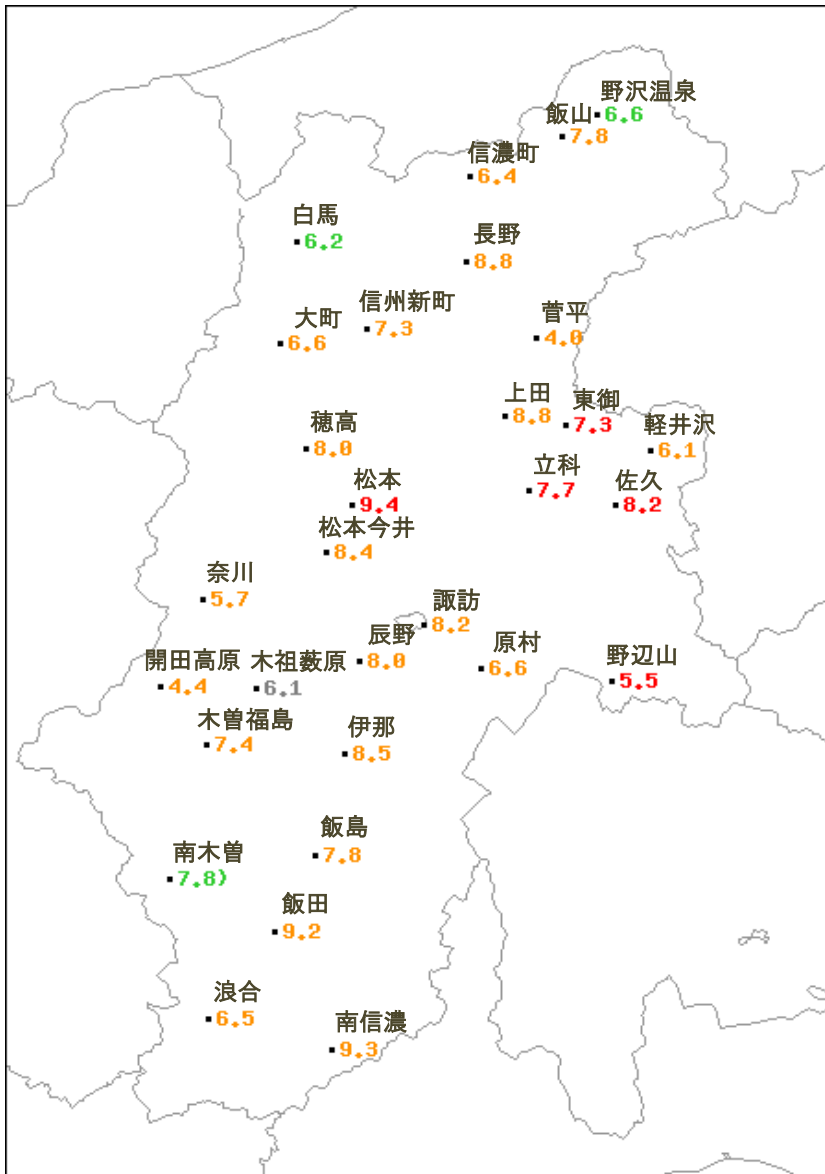 野沢温泉
6.6
飯山
7.8
信濃町
6.4
白馬
6.2
長野
8.8
信州新町
7.3
大町
6.6
菅平
4.0
上田
8.8
東御
7.3
穂高
8.0
軽井沢
6.1
立科
7.7
佐久
8.2
松本
9.4
松本今井
8.4
奈川
5.7
諏訪
8.2
辰野
8.0
原村
6.6
野辺山
5.5
開田高原
4.4
木祖薮原
6.1
木曽福島
7.4
伊那
8.5
飯島
7.8
南木曽
7.8)
飯田
9.2
浪合
6.5
南信濃
9.3